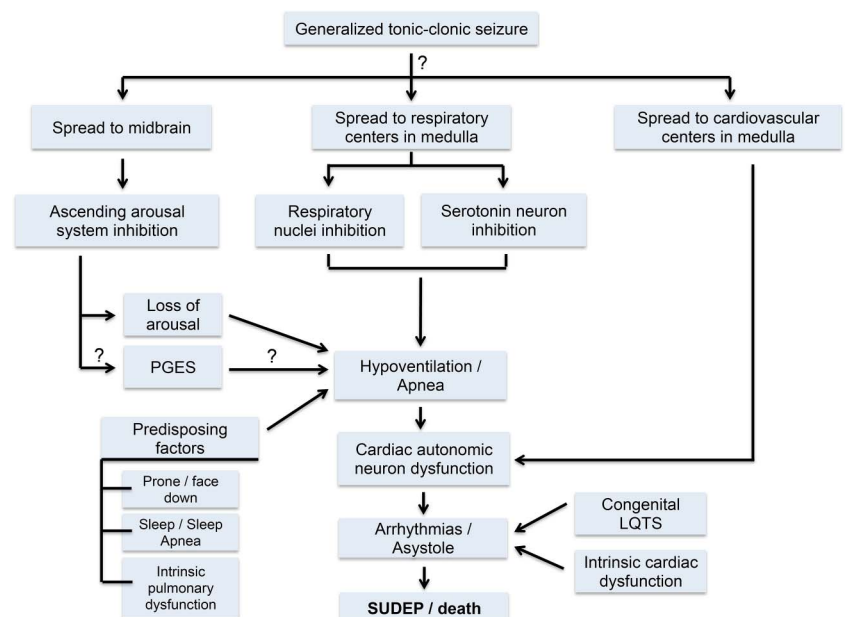 Generalized tonic-clonic seizure
?
Spread to midbrain
Spread to respiratory
centers in medulla
Spread to cardiovascular
centers in medulla
Ascending arousal
system inhibition
Respiratory
nuclei inhibition
Serotonin neuron
inhibition
Loss of
arousal
?
PGES
?
Hypoventilation /
Apnea
Predisposing
factors
Prone / face
down
Sleep / Sleep
Apnea
Intrinsic
pulmonary
dysfunction
Cardiac autonomic
neuron dysfunction
Arrhythmias /
Asystole
Congenital
LQTS
Intrinsic cardiac
dysfunction
SUDEP / death